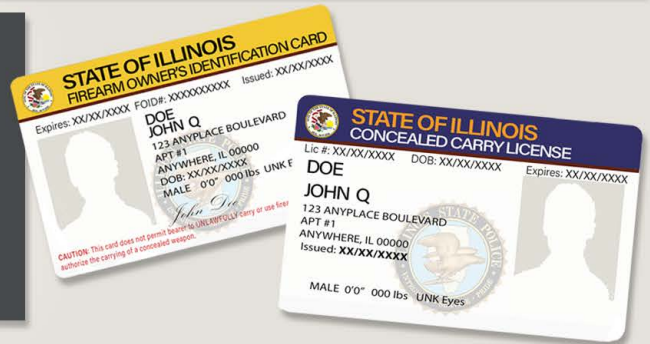 STATE OF ILLINOIS
FIREARM OWNER'S IDENTIFICATION CARD
Expires: XX/XX/XXXX FOID#: XXXXXXXXXX Issued: XX/XX/XXXX
DOE
JOHN Q
123 ANYPLACE BOULEVARD
APT #1
ANYWHERE, IL 00000
DOB: XX/XX/XXXX
MALE 0'0" 000 lbs UNK E
John Doe
CAUTION: This card does not permit bearer to UNLAWFULLY carry or use
authorize the carrying of a concealed weapon.
STATE OF ILLINOIS
CONCEALED CARRY LICENSE
Lic #: XX/XX/XXXX DOB: XX/XX/XXXX Expires: XX/XX/XXXX
DOE
JOHN Q
123 ANYPLACE BOULEVARD
APT #1
ANYWHERE, IL 00000
Issued: XX/XX/XXXX
MALE 0'0" 000 lbs UNK Eyes